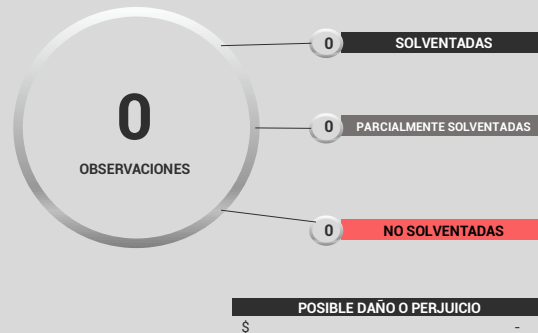 0
OBSERVACIONES
0 SOLVENTADAS
0 PARCIALMENTE SOLVENTADAS
0 NO SOLVENTADAS
POSIBLE DAÑO O PERJUICIO
$ -